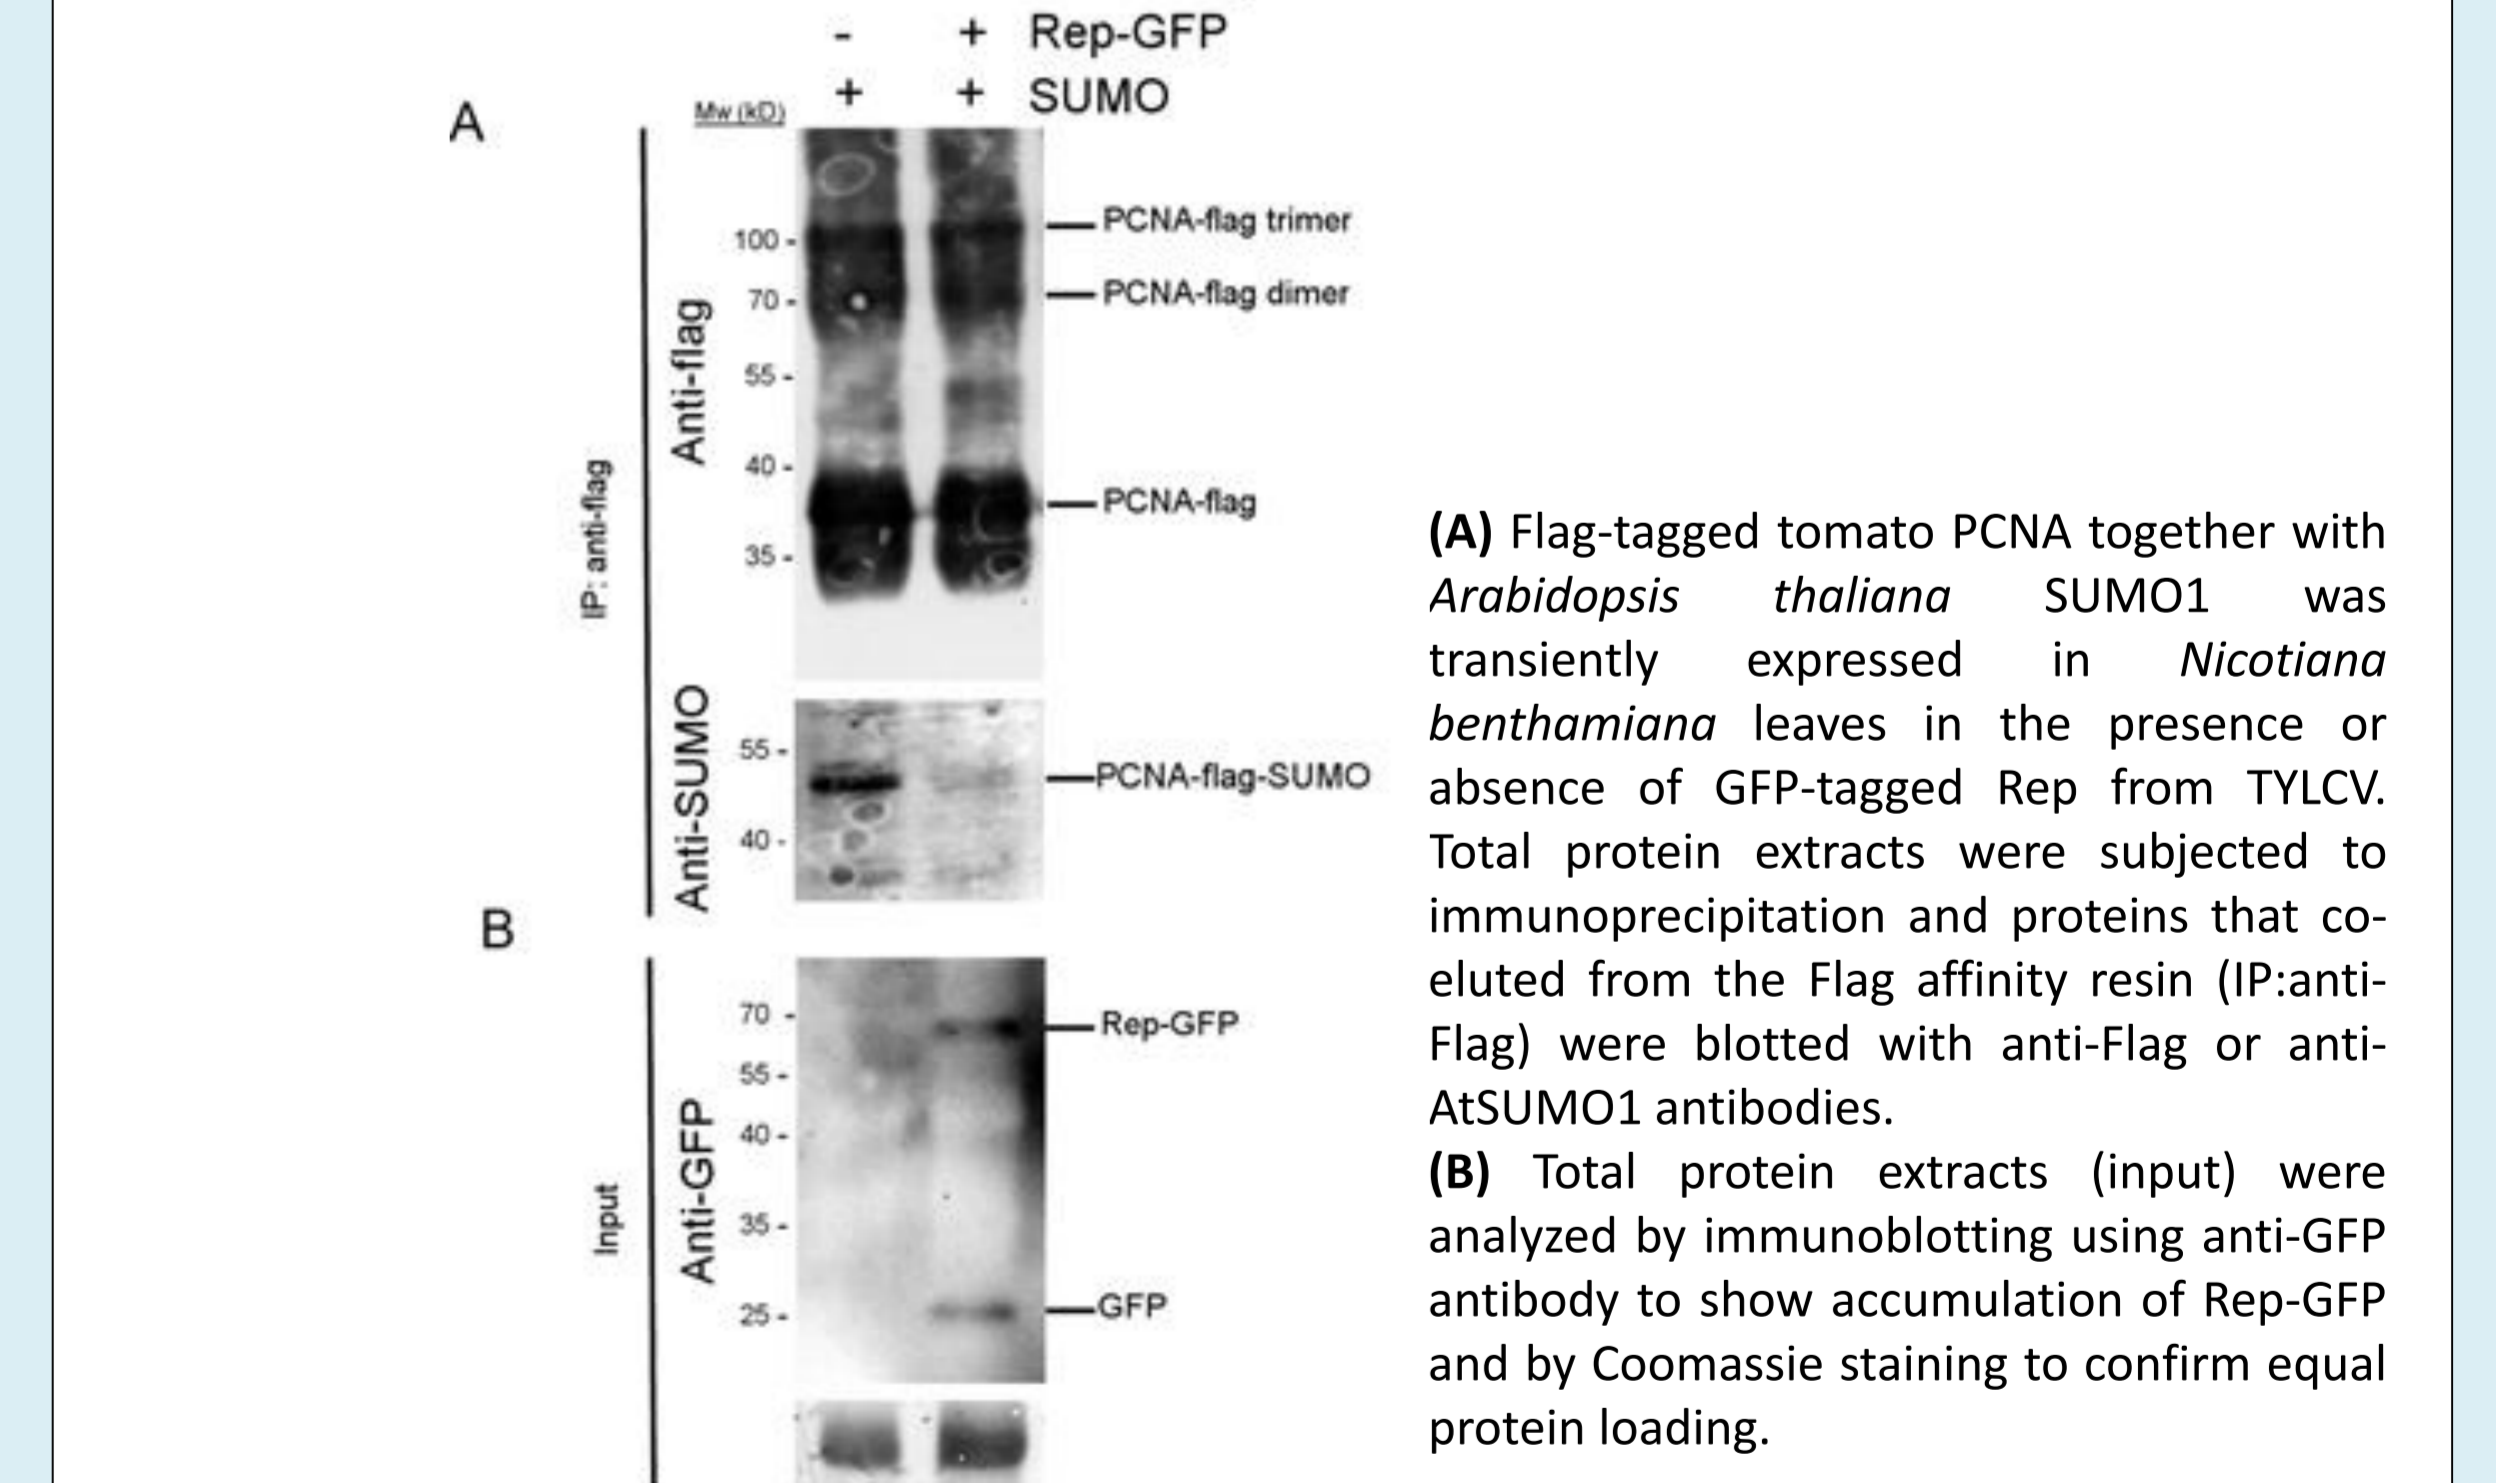 - + Rep-GFP
+ + SUMO
A
Mw (kD)
PCNA-flag trimer
100 -
70 -
PCNA-flag dimer
55 -
40 -
PCNA-flag
35 -
Anti-flag
IP: anti-flag
55 -
PCNA-flag-SUMO
40 -
Anti-SUMO
B
70 -
Rep-GFP
55 -
40 -
35 -
25 -
GFP
Anti-GFP
Input
(A) Flag-tagged tomato PCNA together with
Arabidopsis thaliana SUMO1 was
transiently expressed in Nicotiana
benthamiana leaves in the presence or
absence of GFP-tagged Rep from TYLCV.
Total protein extracts were subjected to
immunoprecipitation and proteins that co-
eluted from the Flag affinity resin (IP:anti-
Flag) were blotted with anti-Flag or anti-
AtSUMO1 antibodies.
(B) Total protein extracts (input) were
analyzed by immunoblotting using anti-GFP
antibody to show accumulation of Rep-GFP
and by Coomassie staining to confirm equal
protein loading.